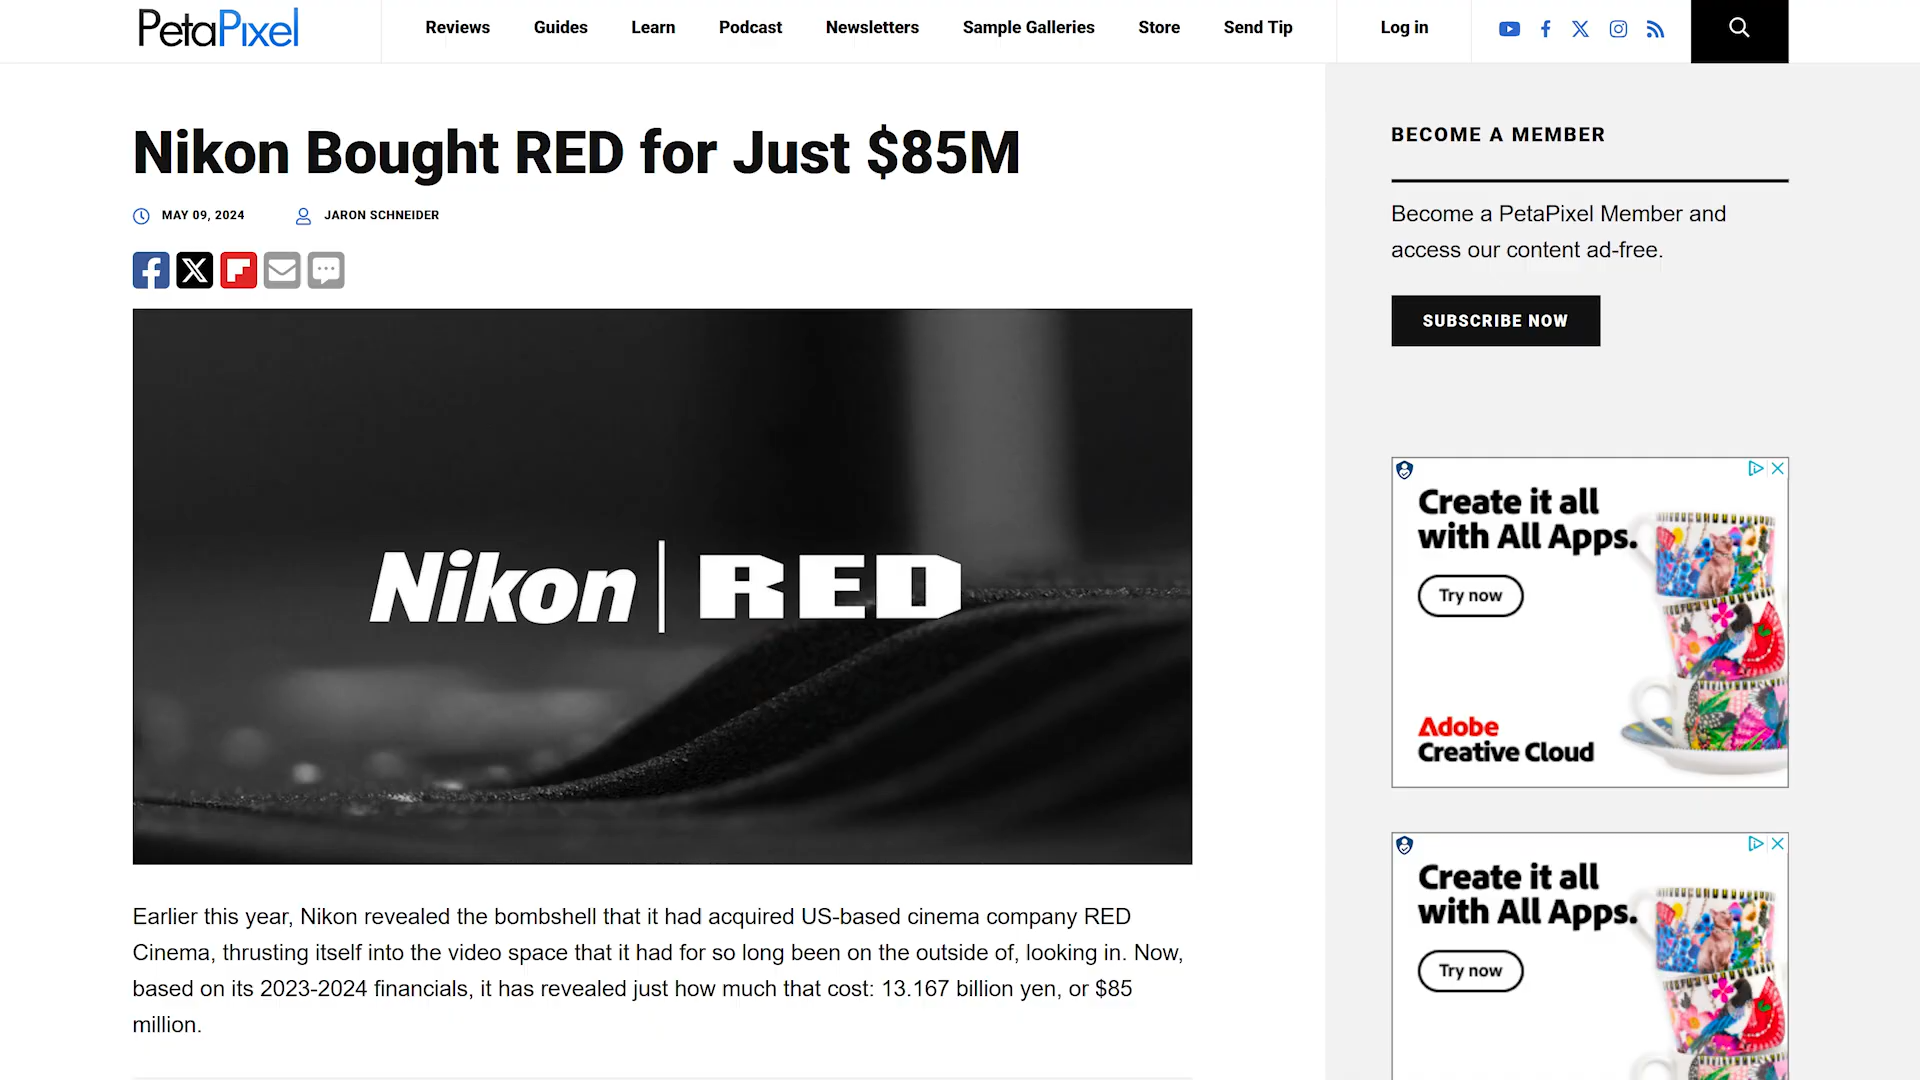 PetaPixel
Reviews
Guides
Learn
Podcast
Newsletters
Sample Galleries
Store
Send Tip
Log in
Nikon Bought RED for Just $85M
MAY 09, 2024
JARON SCHNEIDER
Nikon | RED
Earlier this year, Nikon revealed the bombshell that it had acquired US-based cinema company RED
Cinema, thrusting itself into the video space that it had for so long been on the outside of, looking in. Now,
based on its 2023-2024 financials, it has revealed just how much that cost: 13.167 billion yen, or $85
million.
BECOME A MEMBER
Become a PetaPixel Member and
access our content ad-free.
SUBSCRIBE NOW
Create it all
with All Apps.
Try now
Adobe
Creative Cloud
Create it all
with All Apps.
Try now